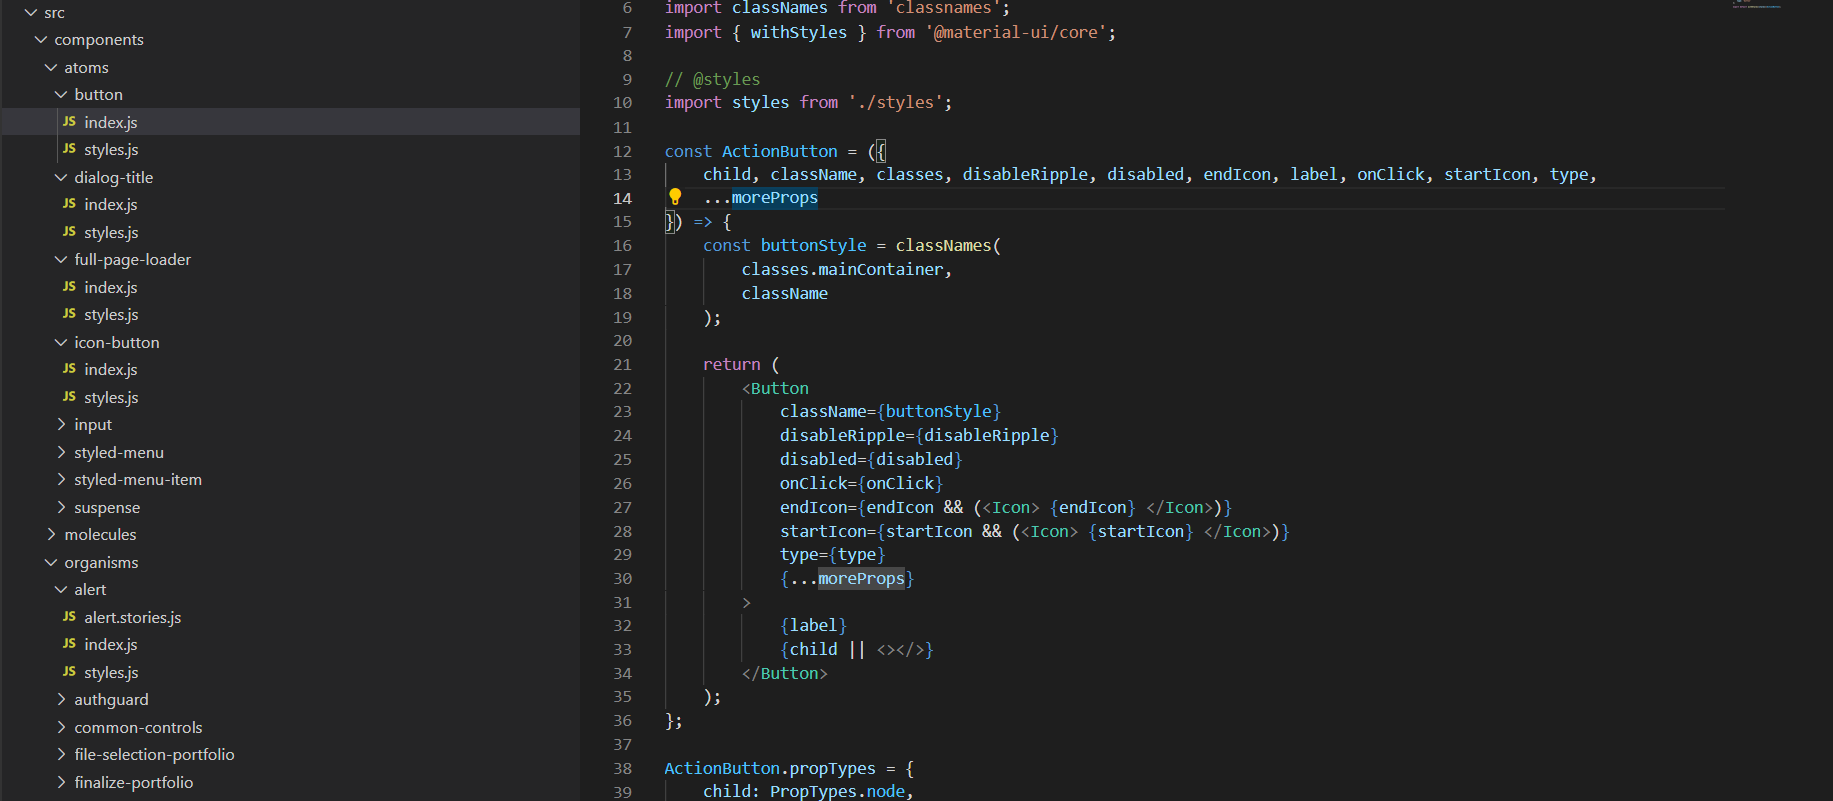 src
components
atoms
button
JS index.js
JS styles.js
dialog-title
JS index.js
JS styles.js
full-page-loader
JS index.js
JS styles.js
icon-button
JS index.js
JS styles.js
input
styled-menu
styled-menu-item
suspense
molecules
organisms
alert
JS alert.stories.js
JS index.js
JS styles.js
authguard
common-controls
file-selection-portfolio
finalize-portfolio
6 import classNames from 'classnames';
7 import { withStyles } from '@material-ui/core';
8
9 // @styles
10 import styles from './styles';
11
12 const ActionButton = ({
13 child, className, classes, disableRipple, disabled, endIcon, label, onClick, startIcon, type,
14 ...moreProps
15 }) => {
16 const buttonStyle = classNames(
17 classes.mainContainer,
18 className
19 );
20
21 return (
22 <Button
23 className={buttonStyle}
24 disableRipple={disableRipple}
25 disabled={disabled}
26 onClick={onClick}
27 endIcon={endIcon && (<Icon> {endIcon} </Icon>)}
28 startIcon={startIcon && (<Icon> {startIcon} </Icon>)}
29 type={type}
30 {...moreProps}
31 >
32 {label}
33 {child || <></>}
34 </Button>
35 );
36 };
37
38 ActionButton.propTypes = {
39 child: PropTypes.node,